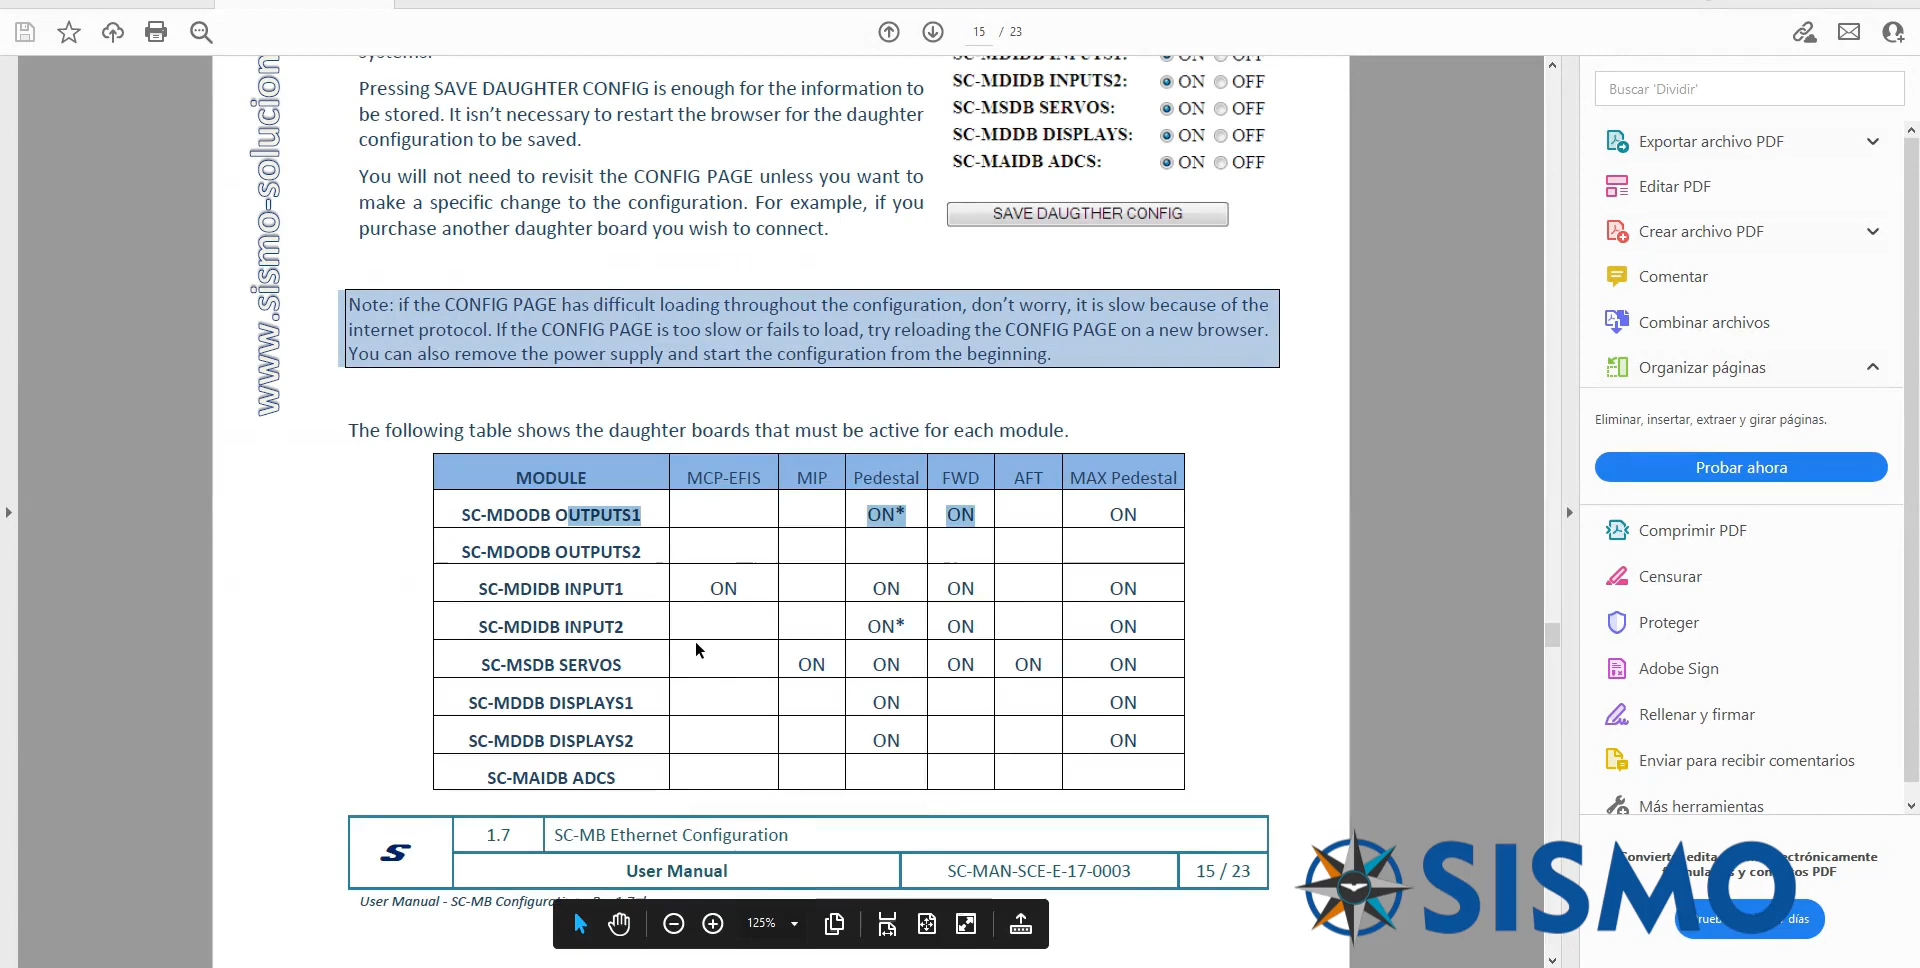 15 / 23
systems.
Pressing SAVE DAUGHTER CONFIG is enough for the information to
be stored. It isn't necessary to restart the browser for the daughter
configuration to be saved.
You will not need to revisit the CONFIG PAGE unless you want to
make a specific change to the configuration. For example, if you
purchase another daughter board you wish to connect.
SC-MDIDB INPUTS1: ON OFF
SC-MDIDB INPUTS2: ON OFF
SC-MSDB SERVOS: ON OFF
SC-MDDB DISPLAYS: ON OFF
SC-MAIDB ADCS: ON OFF
SAVE DAUGTHER CONFIG
www.sismo-solucion
Note: if the CONFIG PAGE has difficult loading throughout the configuration, don't worry, it is slow because of the
internet protocol. If the CONFIG PAGE is too slow or fails to load, try reloading the CONFIG PAGE on a new browser.
You can also remove the power supply and start the configuration from the beginning.
The following table shows the daughter boards that must be active for each module.
MODULE MCP-EFIS MIP Pedestal FWD AFT MAX Pedestal
SC-MDODB OUTPUTS1 ON* ON ON
SC-MDODB OUTPUTS2
SC-MDIDB INPUT1 ON ON ON ON
SC-MDIDB INPUT2 ON* ON ON
SC-MSDB SERVOS ON ON ON ON ON
SC-MDDB DISPLAYS1 ON ON
SC-MDDB DISPLAYS2 ON ON
SC-MAIDB ADCS
S 1.7 SC-MB Ethernet Configuration
User Manual SC-MAN-SCE-E-17-0003 15 / 23
User Manual - SC-MB Configurati
125%
Buscar 'Dividir'
Exportar archivo PDF
Editar PDF
Crear archivo PDF
Comentar
Combinar archivos
Organizar páginas
Eliminar, insertar, extraer y girar páginas.
Probar ahora
Comprimir PDF
Censurar
Proteger
Adobe Sign
Rellenar y firmar
Enviar para recibir comentarios
Más herramientas
y PDF
días
SISMO